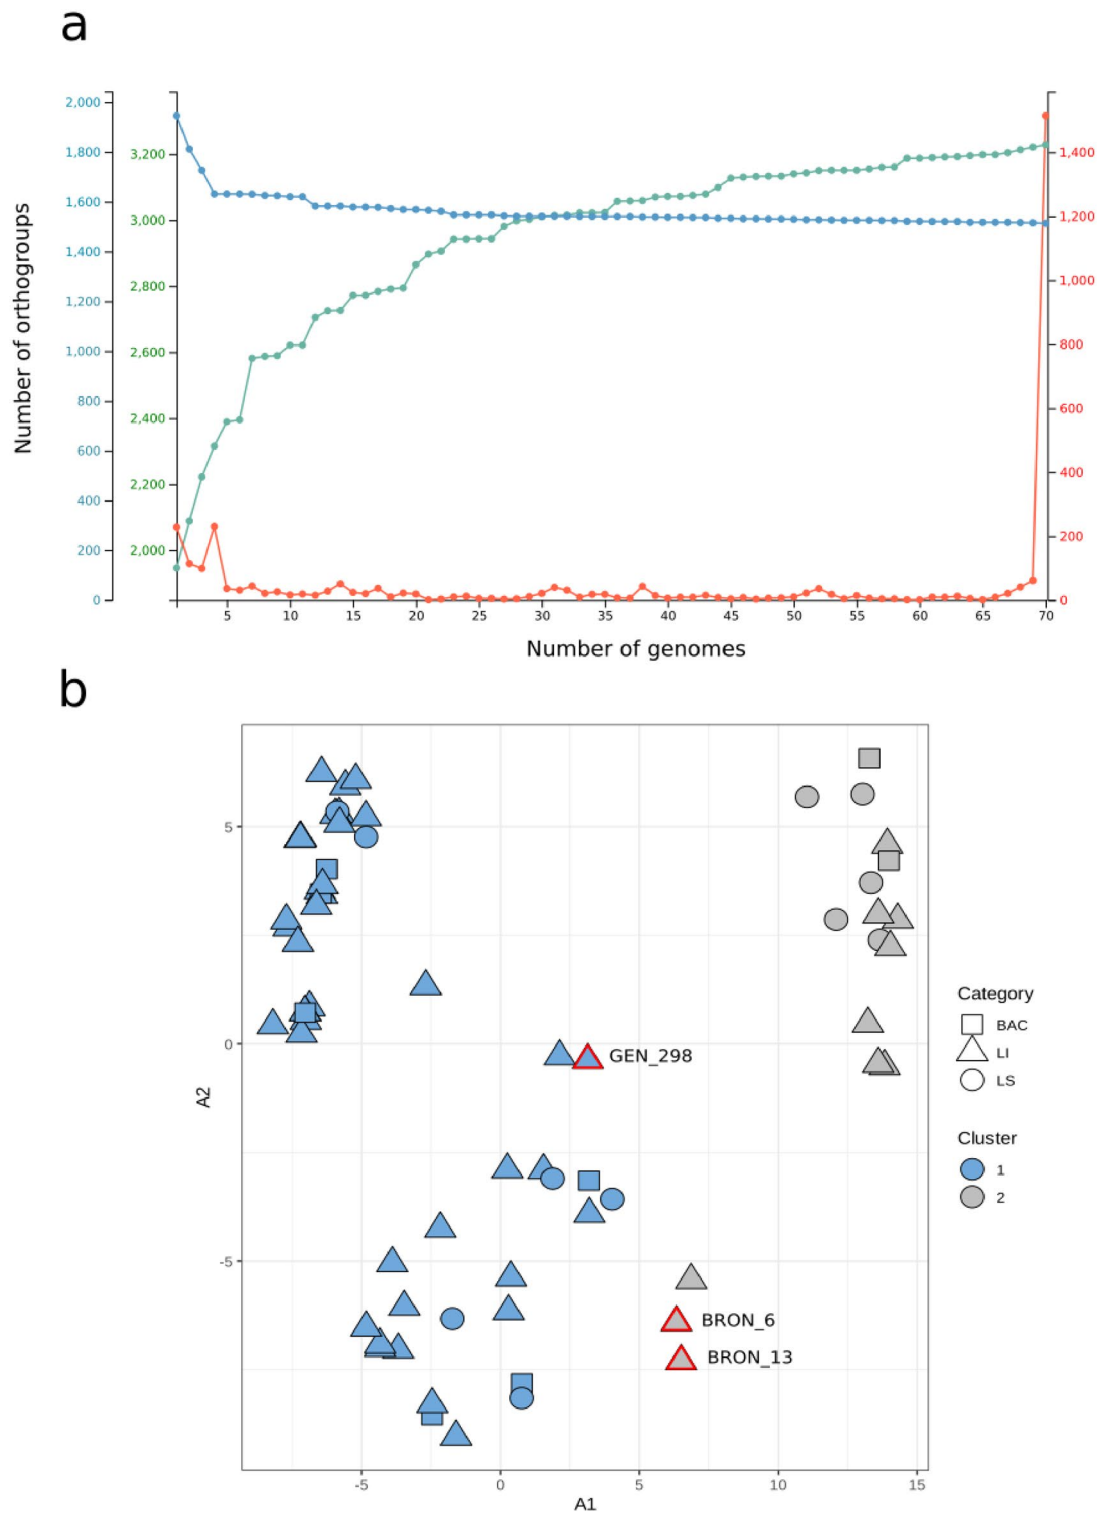 a
Number of orthogroups
2,000
1,800
1,600
1,400
1,200
1,000
800
600
400
200
0
3,200
3,000
2,800
2,600
2,400
2,200
2,000
1,400
1,200
1,000
800
600
400
200
0
5 10 15 20 25 30 35 40 45 50 55 60 65 70
Number of genomes
b
A2
5
0
-5
GEN_298
BRON_6
BRON_13
-5 0 5 10 15
A1
Category
BAC
LI
LS
Cluster
1
2